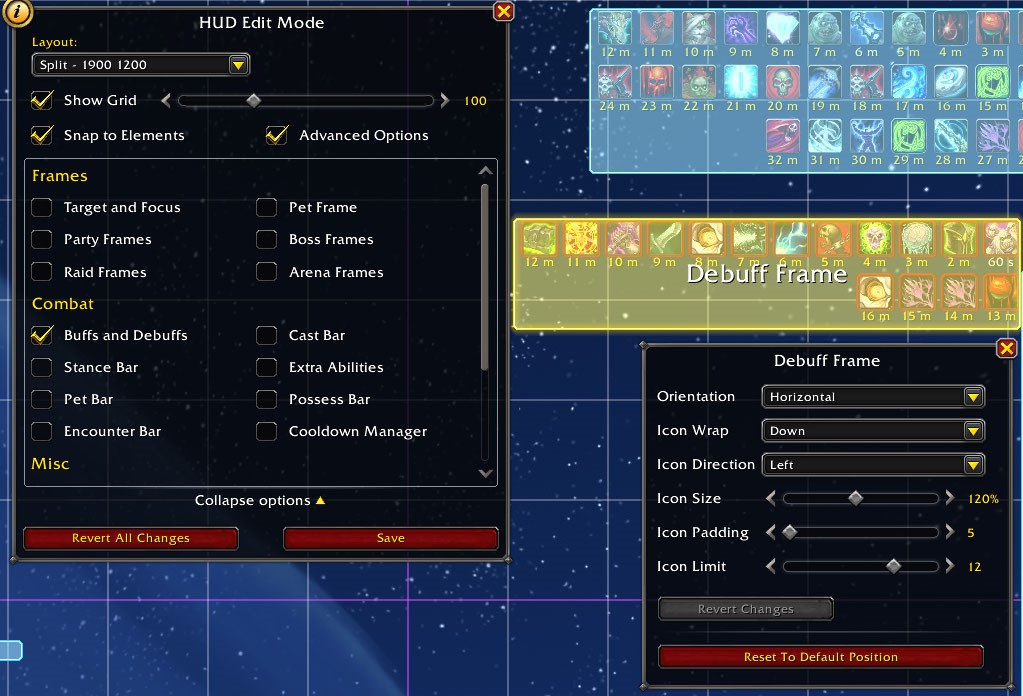 HUD Edit Mode
Layout:
Split - 1900 1200
Show Grid
100
Snap to Elements
Advanced Options
Frames
Target and Focus
Pet Frame
Party Frames
Boss Frames
Raid Frames
Arena Frames
Combat
Buffs and Debuffs
Cast Bar
Stance Bar
Extra Abilities
Pet Bar
Possess Bar
Encounter Bar
Cooldown Manager
Misc
Collapse options
Revert All Changes
Save
12 m 11 m 10 m 9 m 8 m 7 m 6 m 5 m 4 m 3 m
24 m 23 m 22 m 21 m 20 m 19 m 18 m 17 m 16 m 15 m
32 m 31 m 30 m 29 m 28 m 27 m
12 m 11 m 10 m 9 m 8 m 7 m 6 m 5 m 4 m 3 m 2 m 60 s
Debuff Frame
16 m 15 m 14 m 13 m
Debuff Frame
Orientation
Horizontal
Icon Wrap
Down
Icon Direction
Left
Icon Size
120%
Icon Padding
5
Icon Limit
12
Revert Changes
Reset To Default Position